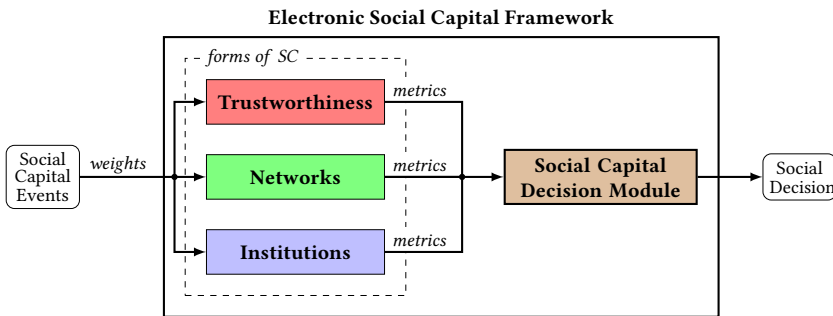 Electronic Social Capital Framework
forms of SC
Trustworthiness
metrics
Social
Capital
Events
weights
Networks
metrics
Social Capital
Decision Module
Social
Decision
Institutions
metrics